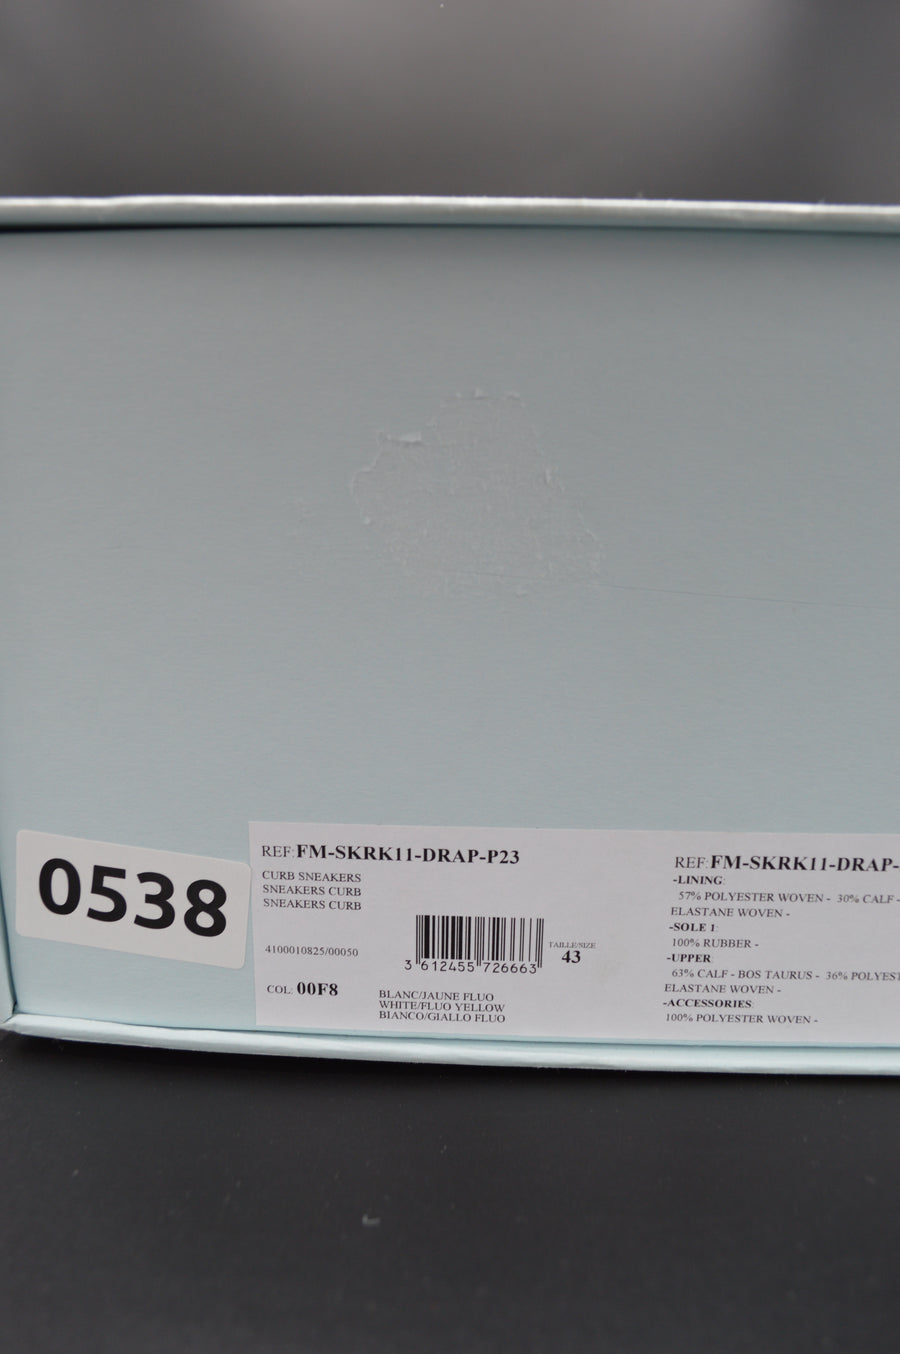 0538
REF:FM-SKRK11-DRAP-P23
CURB SNEAKERS
SNEAKERS CURB
SNEAKERS CURB
4100010825/00050
3 612455 726663
TAILLE/SIZE
43
COL: 00F8
BLANC/JAUNE FLUO
WHITE/FLUO YELLOW
BIANCO/GIALLO FLUO
REF:FM-SKRK11-DRAP-
-LINING:
57% POLYESTER WOVEN - 30% CALF -
ELASTANE WOVEN -
-SOLE 1:
100% RUBBER -
-UPPER:
63% CALF - BOS TAURUS - 36% POLYEST
ELASTANE WOVEN -
-ACCESSORIES:
100% POLYESTER WOVEN -